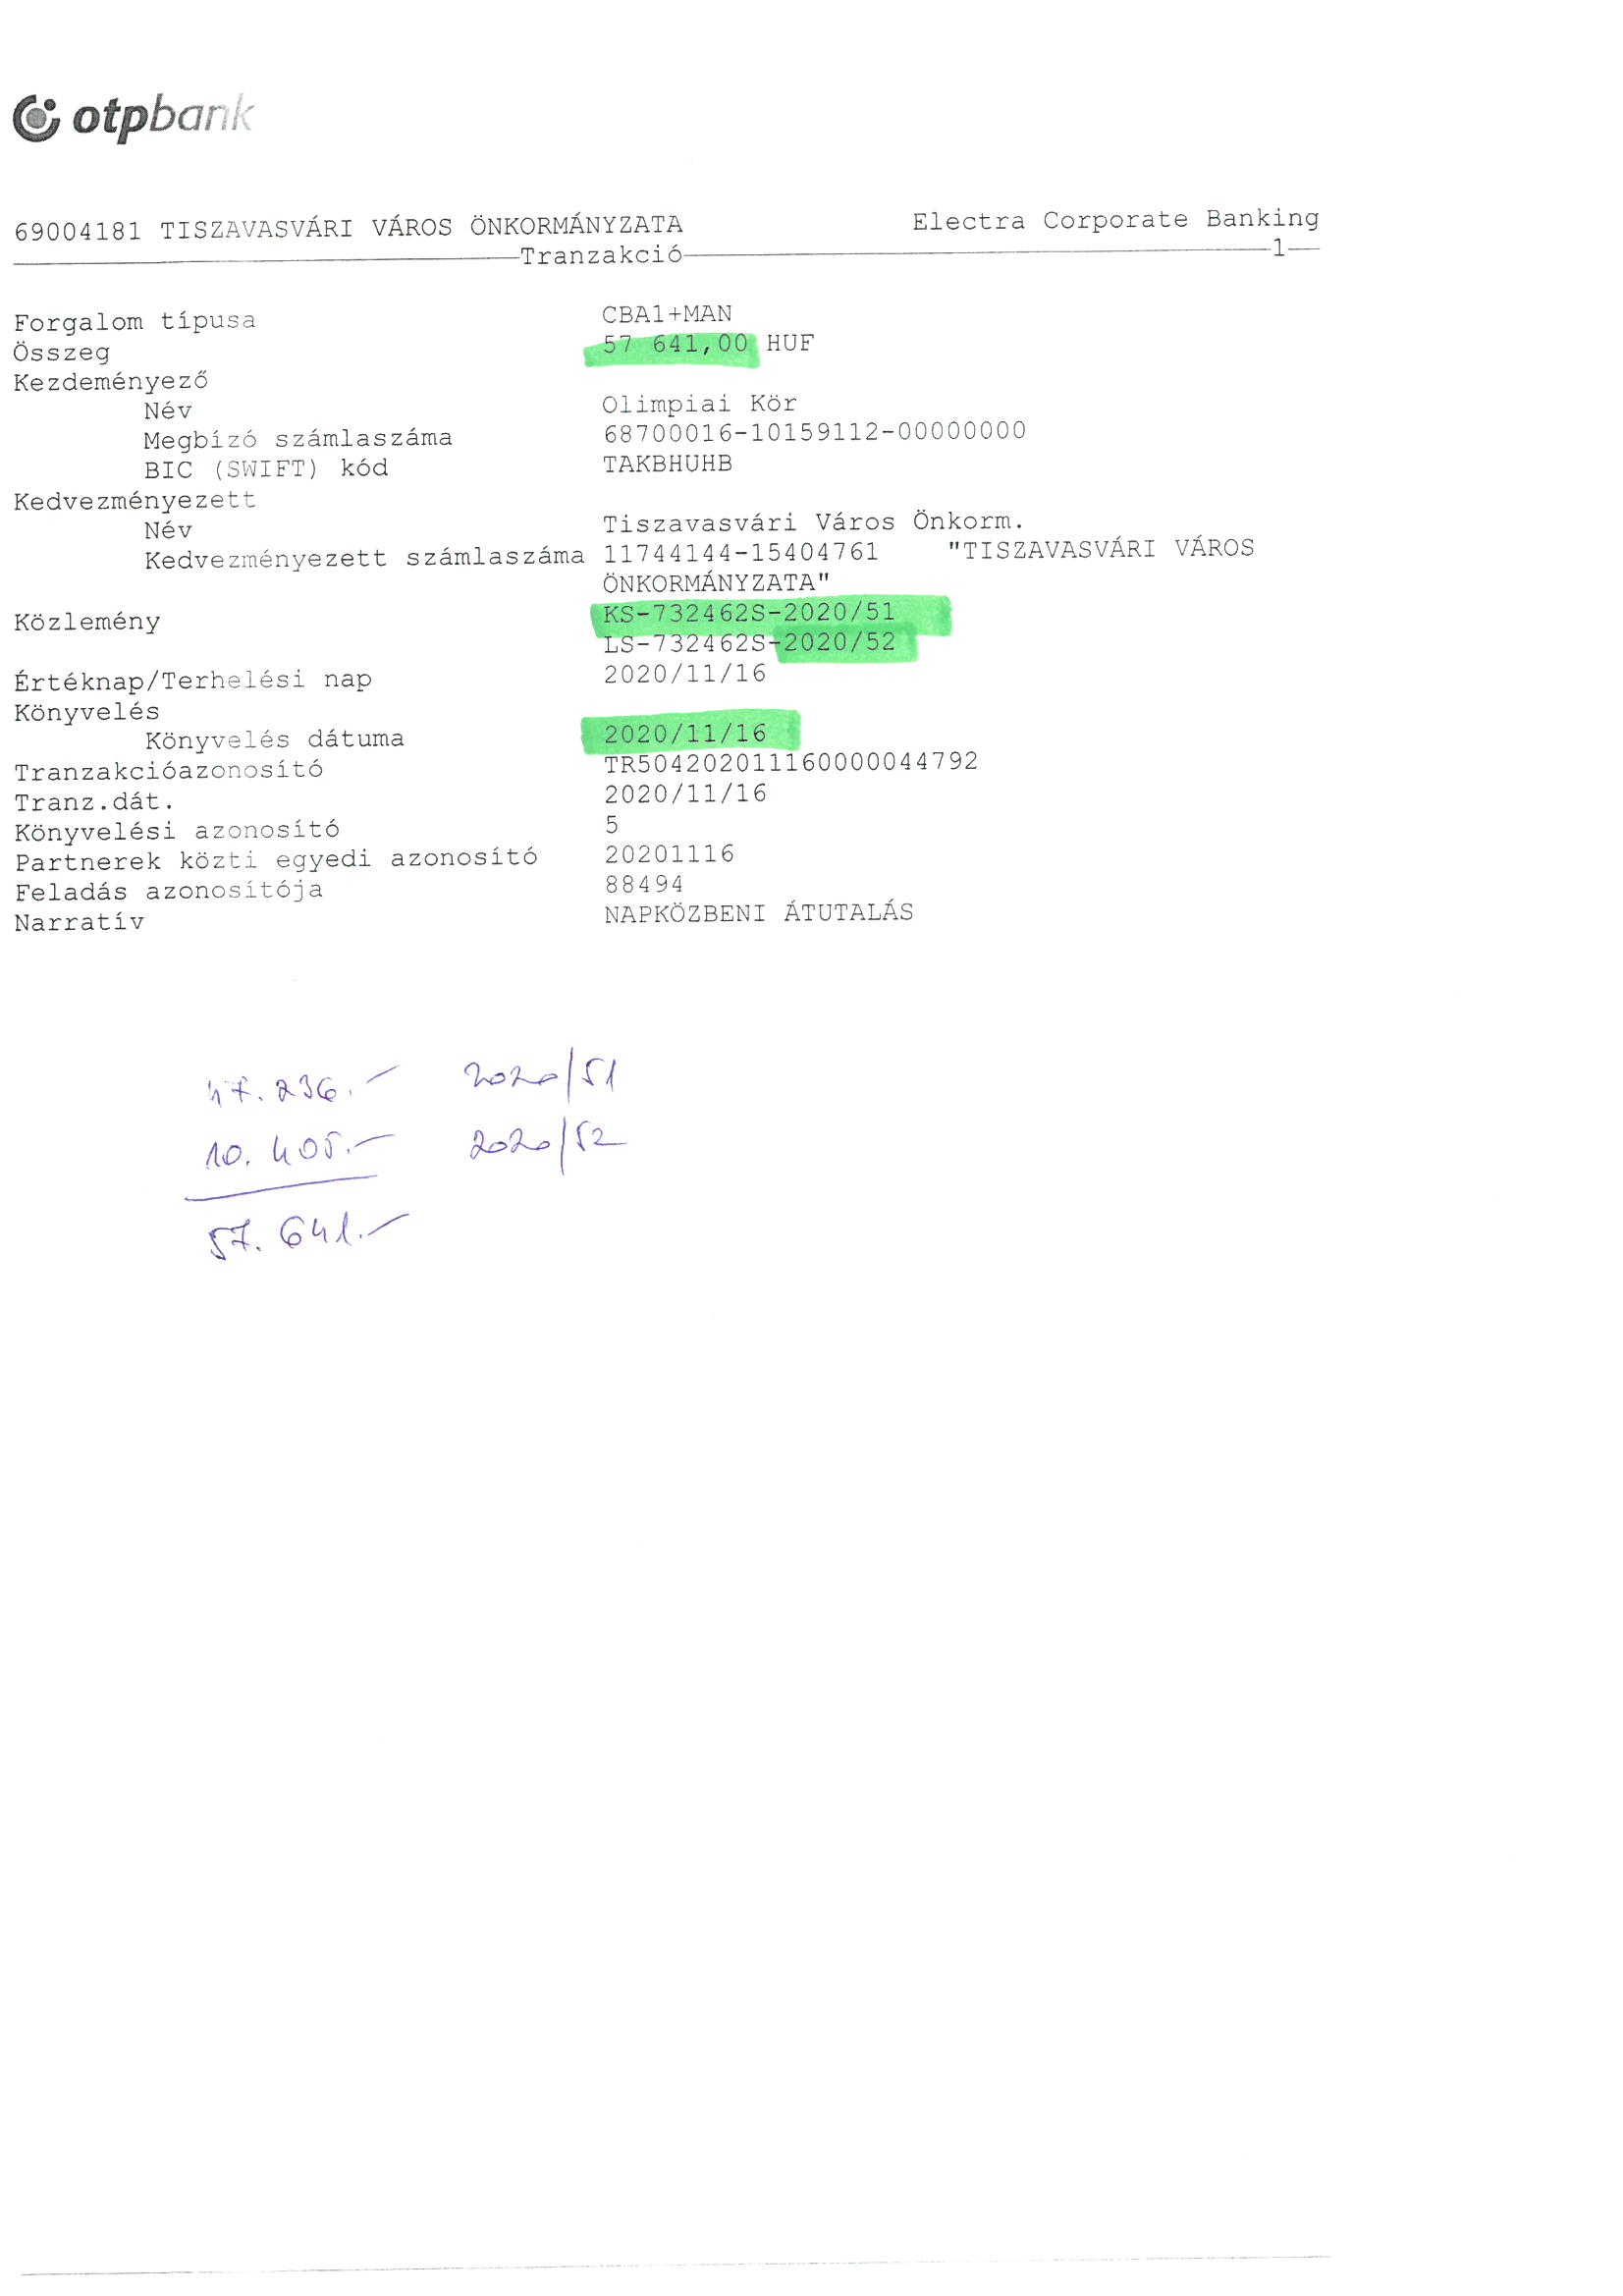 otpbank
69004181 TISZAVASVÁRI VÁROS ÖNKORMÁNYZATA Electra Corporate Banking
Tranzakció 1
Forgalom típusa CBA1+MAN
Összeg 57 641,00 HUF
Kezdeményező
Név Olimpiai Kör
Megbízó számlaszáma 68700016-10159112-00000000
BIC (SWIFT) kód TAKBHUHB
Kedvezményezett
Név Tiszavasvári Város Önkorm.
Kedvezményezett számlaszáma 11744144-15404761 "TISZAVASVÁRI VÁROS
ÖNKORMÁNYZATA"
Közlemény KS-732462S-2020/51
LS-732462S-2020/52
Értéknap/Terhelési nap 2020/11/16
Könyvelés
Könyvelés dátuma 2020/11/16
Tranzakcióazonosító TR504202011160000044792
Tranz.dát. 2020/11/16
Könyvelési azonosító 5
Partnerek közti egyedi azonosító 20201116
Feladás azonosítója 88494
Narratív NAPKÖZBENI ÁTUTALÁS
47.236.- 2020/51
10.405.- 2020/52
57.641.-